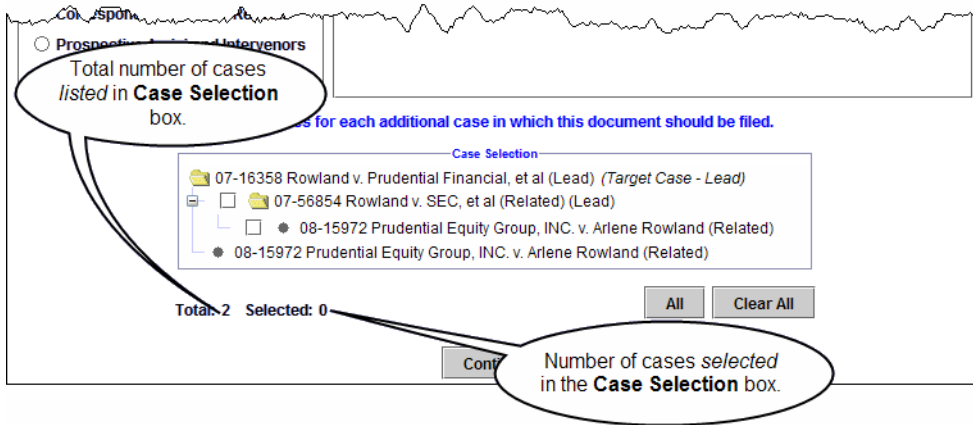 Prospective
Intervenors
Total number of cases
listed in Case Selection
box.
for each additional case in which this document should be filed.
Case Selection
07-16358 Rowland v. Prudential Financial, et al (Lead) (Target Case - Lead)
07-56854 Rowland v. SEC, et al (Related) (Lead)
08-15972 Prudential Equity Group, INC. v. Arlene Rowland (Related)
08-15972 Prudential Equity Group, INC. v. Arlene Rowland (Related)
Total: 2 Selected: 0
All
Clear All
Number of cases selected
in the Case Selection box.